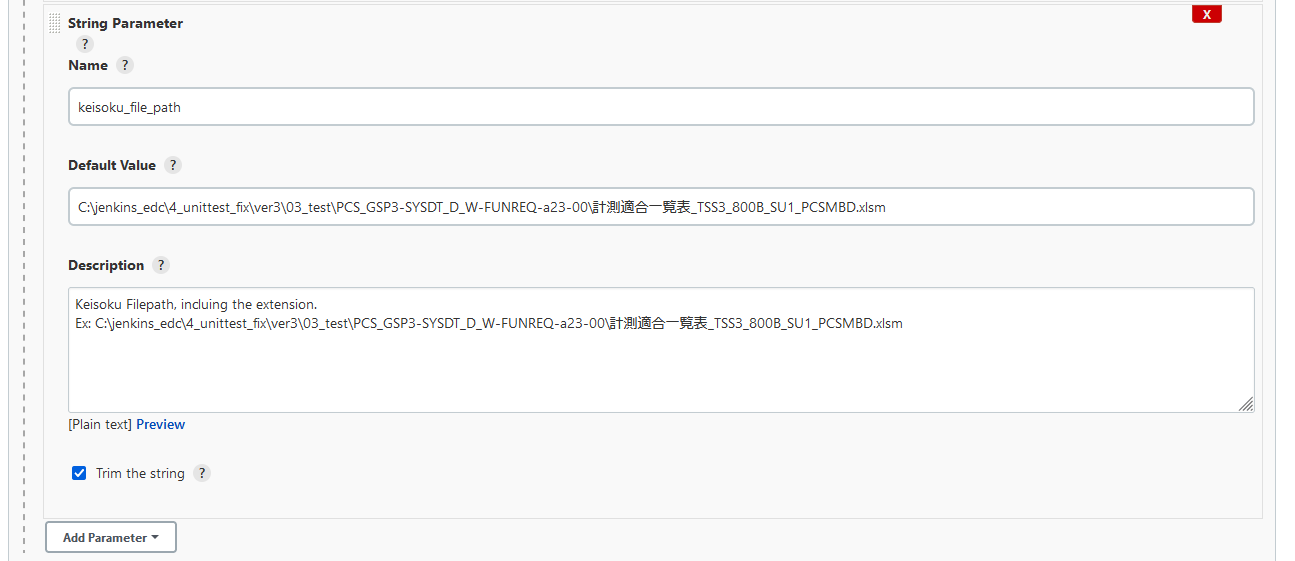 String Parameter
X
?
Name ?
keisoku_file_path
Default Value ?
C:\jenkins_edc\4_unittest_fix\ver3\03_test\PCS_GSP3-SYSDT_D_W-FUNREQ-a23-00\計測適合一覧表_TSS3_800B_SU1_PCSMBD.xlsm
Description ?
Keisoku Filepath, incluing the extension.
Ex: C:\jenkins_edc\4_unittest_fix\ver3\03_test\PCS_GSP3-SYSDT_D_W-FUNREQ-a23-00\計測適合一覧表_TSS3_800B_SU1_PCSMBD.xlsm
[Plain text] Preview
Trim the string ?
Add Parameter